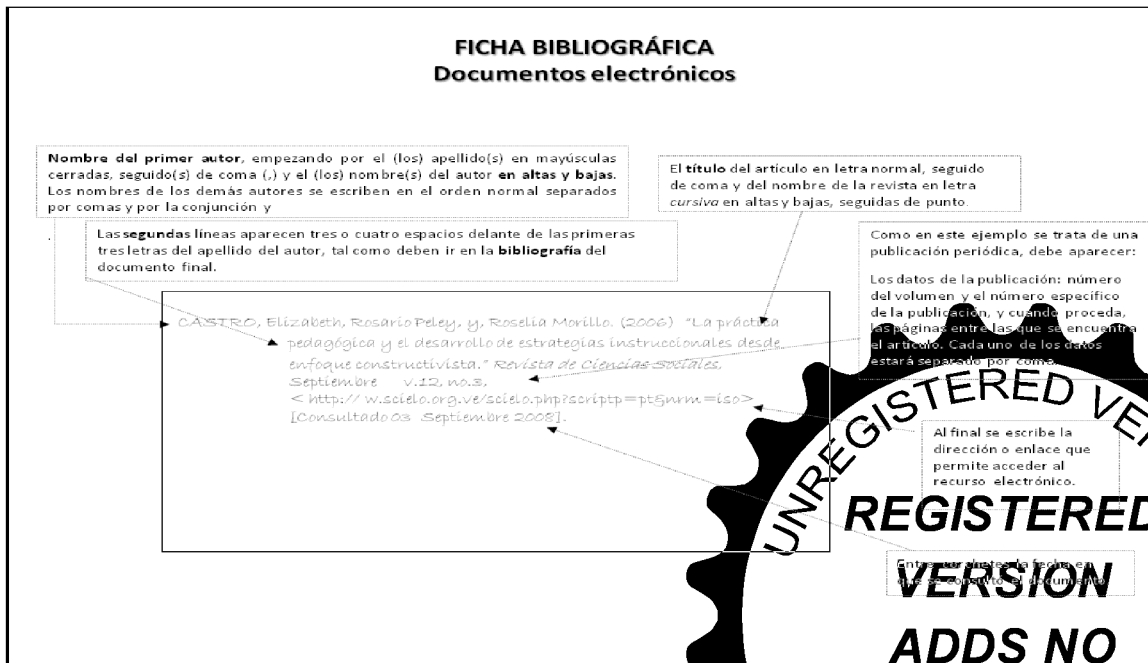 FICHA BIBLIOGRÁFICA
Documentos electrónicos
Nombre del primer autor, empezando por el (los) apellido(s) en mayúsculas
cerradas, seguido(s) de coma (,) y el (los) nombre(s) del autor en altas y bajas.
Los nombres de los demás autores se escriben en el orden normal separados
por comas y por la conjunción y
El título del artículo en letra normal, seguido
de coma y del nombre de la revista en letra
cursiva en altas y bajas, seguidas de punto.
Las segundas líneas aparecen tres o cuatro espacios delante de las primeras
tres letras del apellido del autor, tal como deben ir en la bibliografía del
documento final.
Como en este ejemplo se trata de una
publicación periódica, debe aparecer:
Los datos de la publicación: número
del volumen y el número específico
de la publicación, y cuando proceda,
las páginas entre las que se encuentra
el artículo. Cada uno de los datos
estará separado por coma.
CASTRO, Elizabeth, Rosario Peley, y, Roselia Morillo. (2006) "La práctica
pedagógica y el desarrollo de estrategias instruccionales desde
enfoque constructivista." Revista de Ciencias Sociales,
Septiembre v.12, no.3,
< http:// w.scielo.org.ve/scielo.php?scriptp=pt&nrm=iso>
[Consultado 03 Septiembre 2008].
Al final se escribe la
dirección o enlace que
permite acceder al
recurso electrónico.
Entre corchetes la fecha en
que se consultó el documento
UNREGISTERED VE
REGISTERED
VERSION
ADDS NO